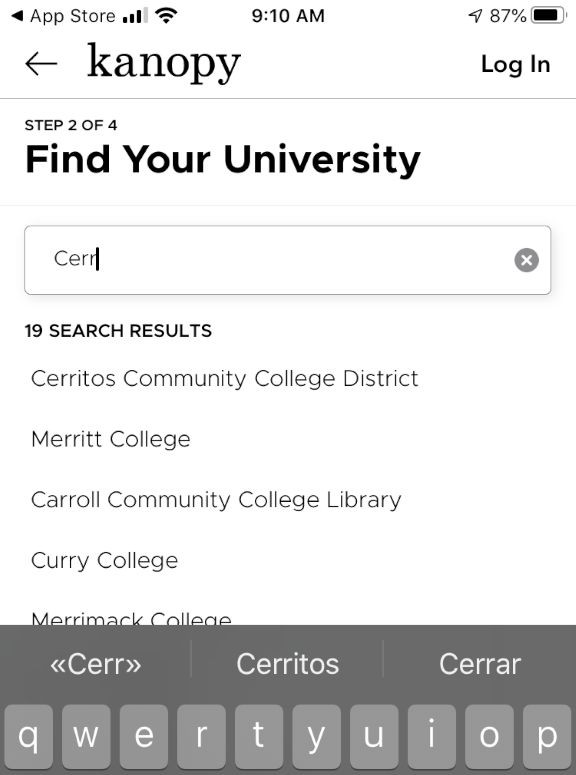 App Store 9:10 AM 87%
kanopy Log In
STEP 2 OF 4
Find Your University
Cerr
19 SEARCH RESULTS
Cerritos Community College District
Merritt College
Carroll Community College Library
Curry College
Merrimack College
«Cerr» Cerritos Cerrar
q w e r t y u i o p